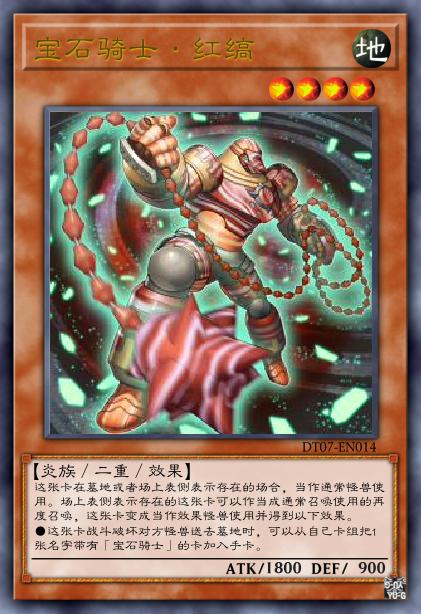 宝石骑士·红缟
地
DT07-EN014
【炎族/二重/效果】
这张卡在墓地或者场上表侧表示存在的场合，当作通常怪兽使
用。场上表侧表示存在的这张卡可以作当成通常召唤使用的再
度召唤，这张卡变成当作效果怪兽使用并得到以下效果。
●这张卡战斗破坏对方怪兽送去墓地时，可以从自己卡组把1
张名字带有「宝石骑士」的卡加入手卡。
ATK/1800 DEF/ 900